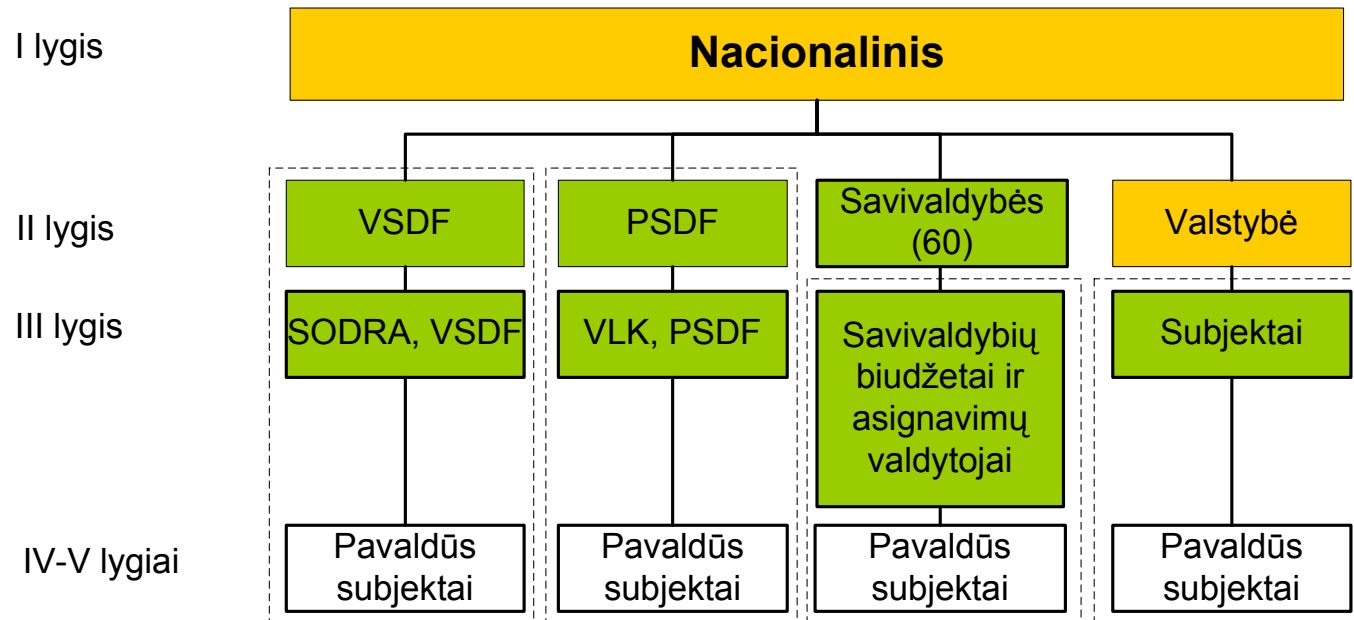 I lygis
Nacionalinis
II lygis
VSDF
PSDF
Savivaldybės
(60)
Valstybė
III lygis
SODRA, VSDF
VLK, PSDF
Savivaldybių
biudžetai ir
asignavimų
valdytojai
Subjektai
IV-V lygiai
Pavaldūs
subjektai
Pavaldūs
subjektai
Pavaldūs
subjektai
Pavaldūs
subjektai